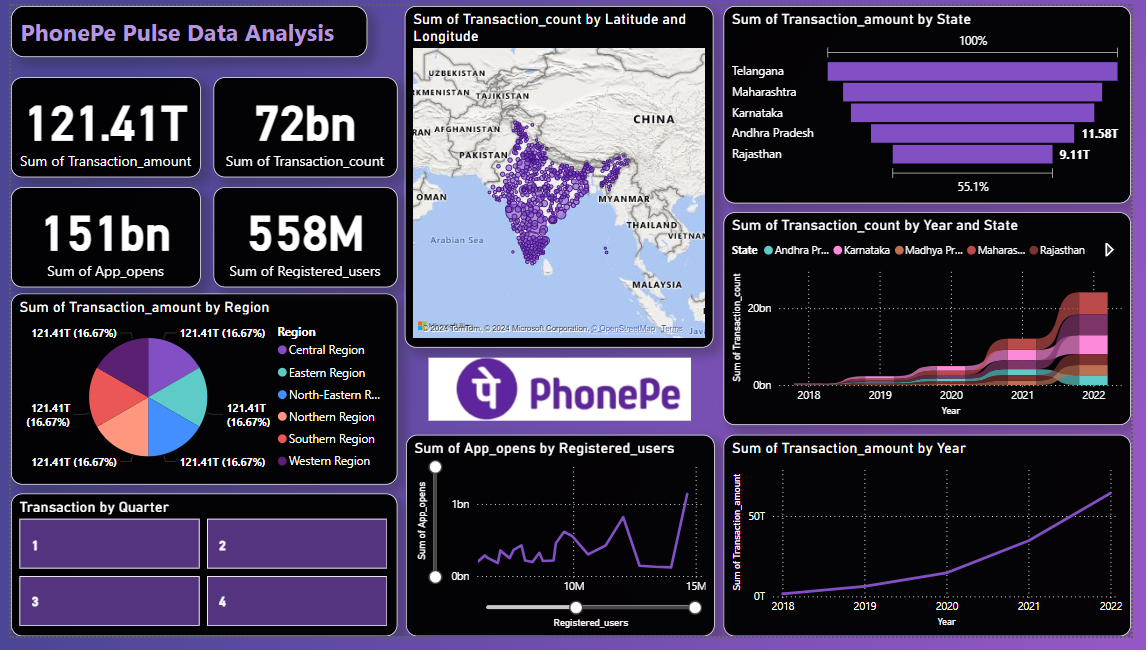 PhonePe Pulse Data Analysis
121.41T
Sum of Transaction_amount
72bn
Sum of Transaction_count
151bn
Sum of App_opens
558M
Sum of Registered_users
Sum of Transaction_amount by Region
121.41T (16.67%)
121.41T (16.67%)
121.41T
(16.67%)
121.41T
(16.67%)
121.41T (16.67%)
121.41T (16.67%)
Region
Central Region
Eastern Region
North-Eastern R...
Northern Region
Southern Region
Western Region
Transaction by Quarter
1
2
3
4
Sum of Transaction_count by Latitude and
Longitude
UZBEKISTAN
KMENISTAN
TAJIKISTAN
CHINA
RAN
AFGHANISTAN
PAKISTAN
OMAN
MYANMAR
THAILAND
VIETNAM
Arabian Sea
MALAYSIA
Java
© 2024 TomTom, © 2024 Microsoft Corporation, © OpenStreetMap Terms
पे
PhonePe
Sum of App_opens by Registered_users
Sum of App_opens
1bn
0bn
10M
15M
Registered_users
Sum of Transaction_amount by State
100%
Telangana
Maharashtra
Karnataka
Andhra Pradesh
11.58T
Rajasthan
9.11T
55.1%
Sum of Transaction_count by Year and State
State
Andhra Pr...
Karnataka
Madhya Pr...
Maharas...
Rajasthan
Sum of Transaction_count
20bn
0bn
2018
2019
2020
2021
2022
Year
Sum of Transaction_amount by Year
Sum of Transaction_amount
50T
0T
2018
2019
2020
2021
2022
Year